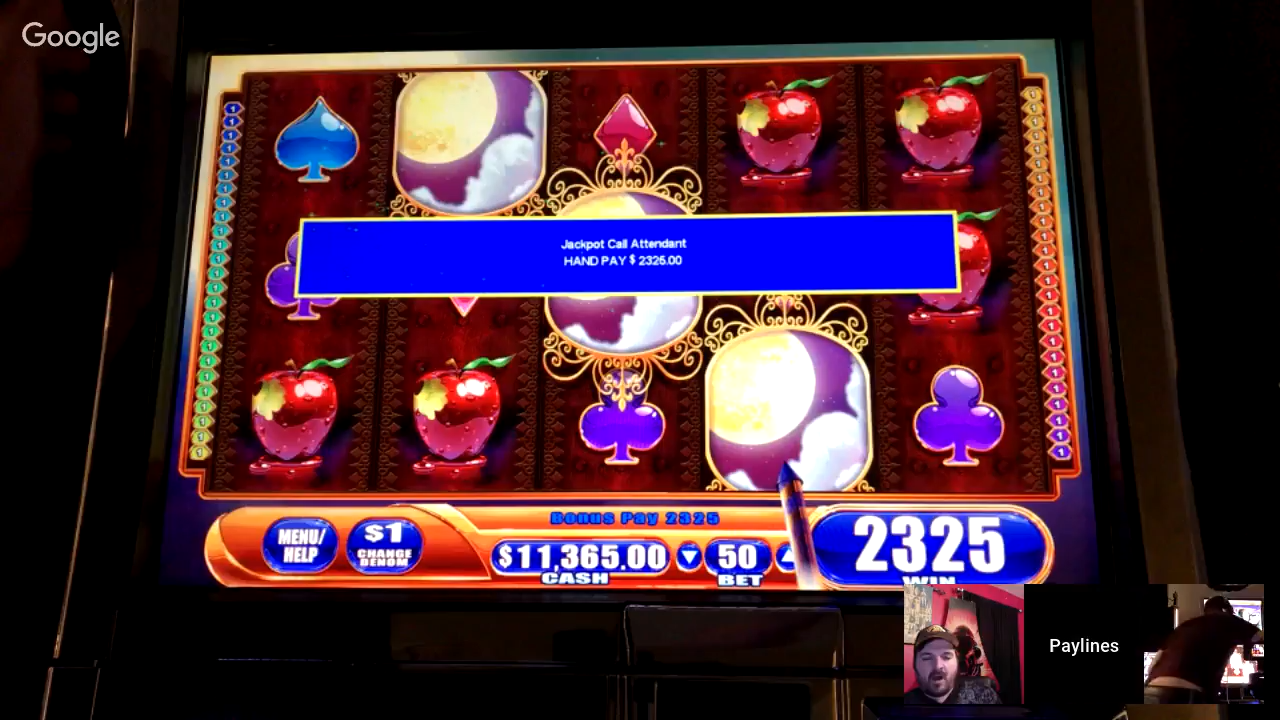 Google
Jackpot Call Attendant
HAND PAY $ 2325.00
Bonus Pay 2325
MENU/
HELP
$1
CHANGE
DENOM
$11,365.00
CASH
50
BET
2325
WIN
Paylines